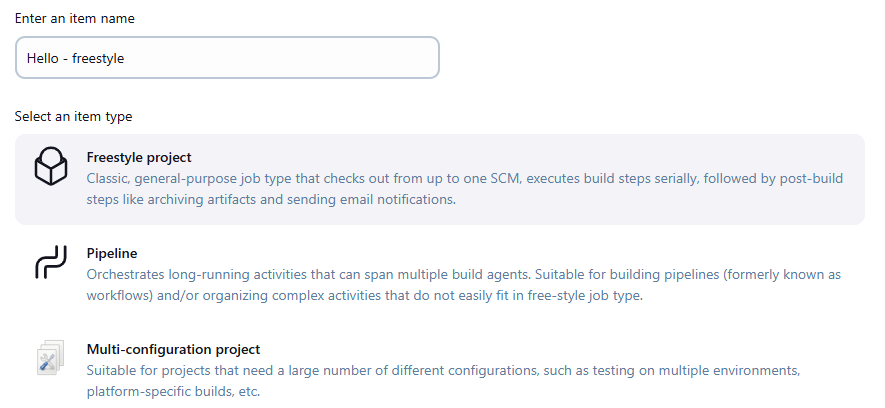 Enter an item name
Hello - freestyle
Select an item type
Freestyle project
Classic, general-purpose job type that checks out from up to one SCM, executes build steps serially, followed by post-build
steps like archiving artifacts and sending email notifications.
Pipeline
Orchestrates long-running activities that can span multiple build agents. Suitable for building pipelines (formerly known as
workflows) and/or organizing complex activities that do not easily fit in free-style job type.
Multi-configuration project
Suitable for projects that need a large number of different configurations, such as testing on multiple environments,
platform-specific builds, etc.